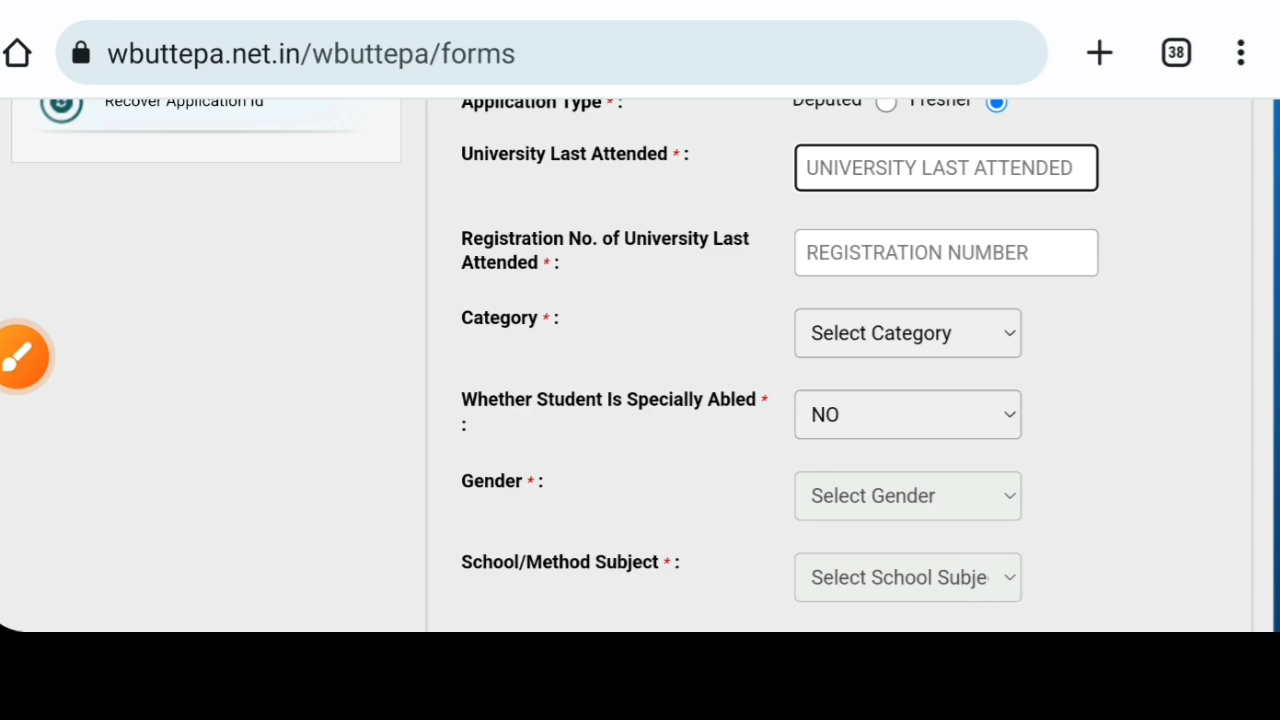 wbuttepa.net.in/wbuttepa/forms
38
Recover Application Id
Application Type * :
Deputed Fresher
University Last Attended * :
UNIVERSITY LAST ATTENDED
Registration No. of University Last
Attended * :
REGISTRATION NUMBER
Category * :
Select Category
Whether Student Is Specially Abled *
:
NO
Gender * :
Select Gender
School/Method Subject * :
Select School Subje